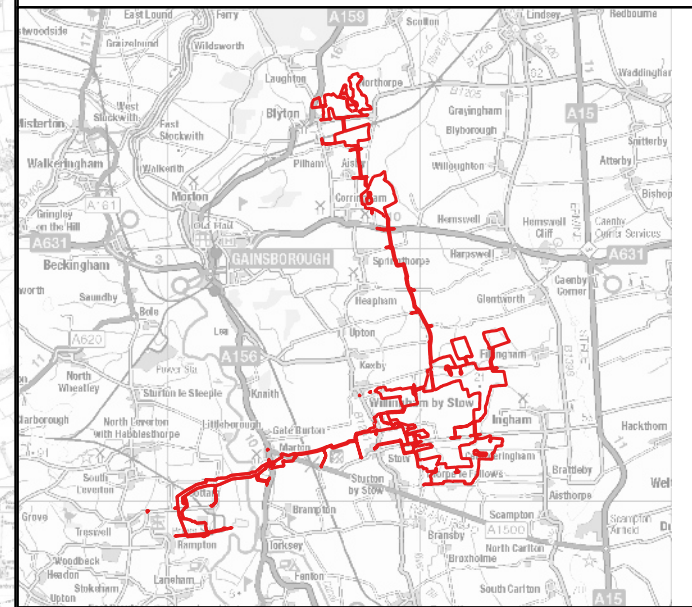 East Lound
Ferry
A159
Scotton
Lindsey
Redbourne
Graizelound
Wildsworth
B1206
Laughton
B1205
Waddingham
West
Stockwith
Blyton
Grayingham
A15
Misterton
East
Stockwith
Blyborough
Snitterby
Walkeringham
Walkerith
Pilham
Willoughton
Atterby
Bishop
Morton
Corringham
A161
Gringley
on the Hill
Hemswell
Hemswell
Cliff
Caenby
Corner Services
A631
Beckingham
3
GAINSBOROUGH
Springthorpe
Harpswell
A631
Saundby
Heapham
Glentworth
Caenby
Corner
Bole
Lea
Upton
A620
A156
Kexby
Fillingham
North
Wheatley
Power Sta
Sturton le Steeple
Knaith
Willingham by Stow
North Leverton
with Habblesthorpe
Littleborough
Gate Burton
Ingham
Hackthorn
Marton
Stow
South
Leverton
Sturton
by Stow
Brattleby
Aisthorpe
Grove
Treswell
Brampton
Scampton
Scampton
Airfield
Rampton
Bransby
A1500
Woodbeck
Torksey
Broxholme
North Carlton
Headon
Laneham
Stokeham
Upton
Fenton
South Carlton
A15